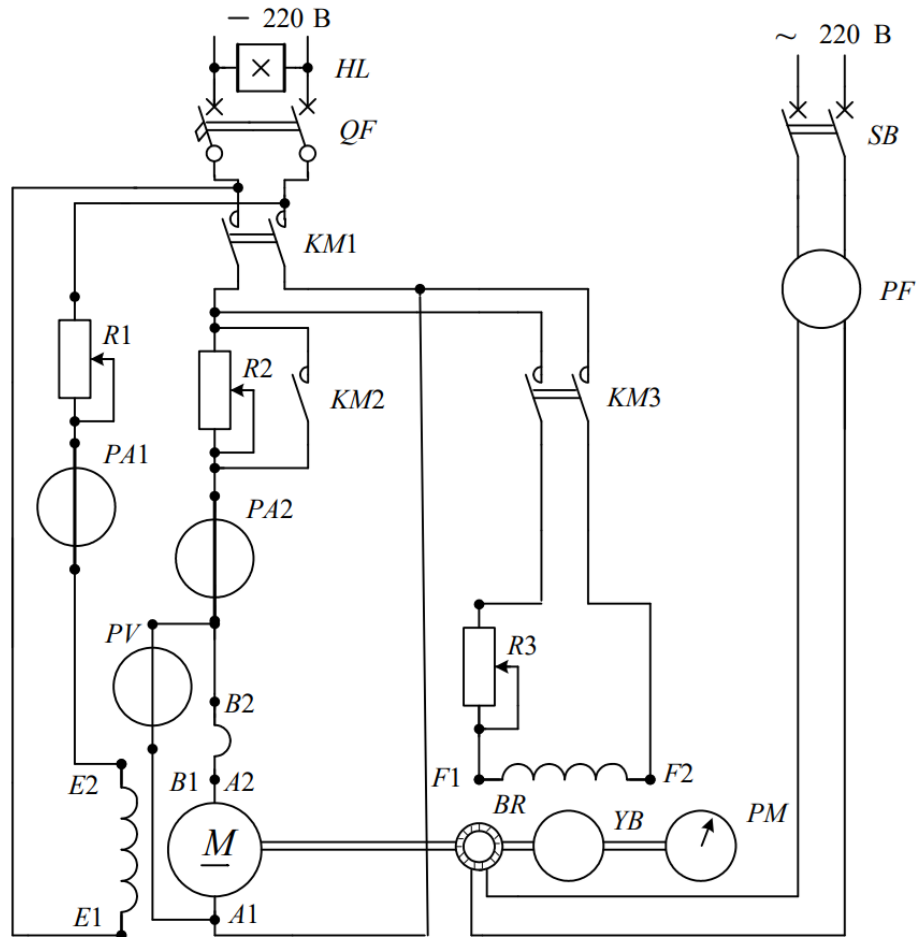 — 220 В
~ 220 В
HL
QF
SB
KM1
PF
R1
R2
KM2
KM3
PA1
PA2
PV
R3
B2
E2
B1 A2
F1
F2
BR
YB
PM
M
E1
A1